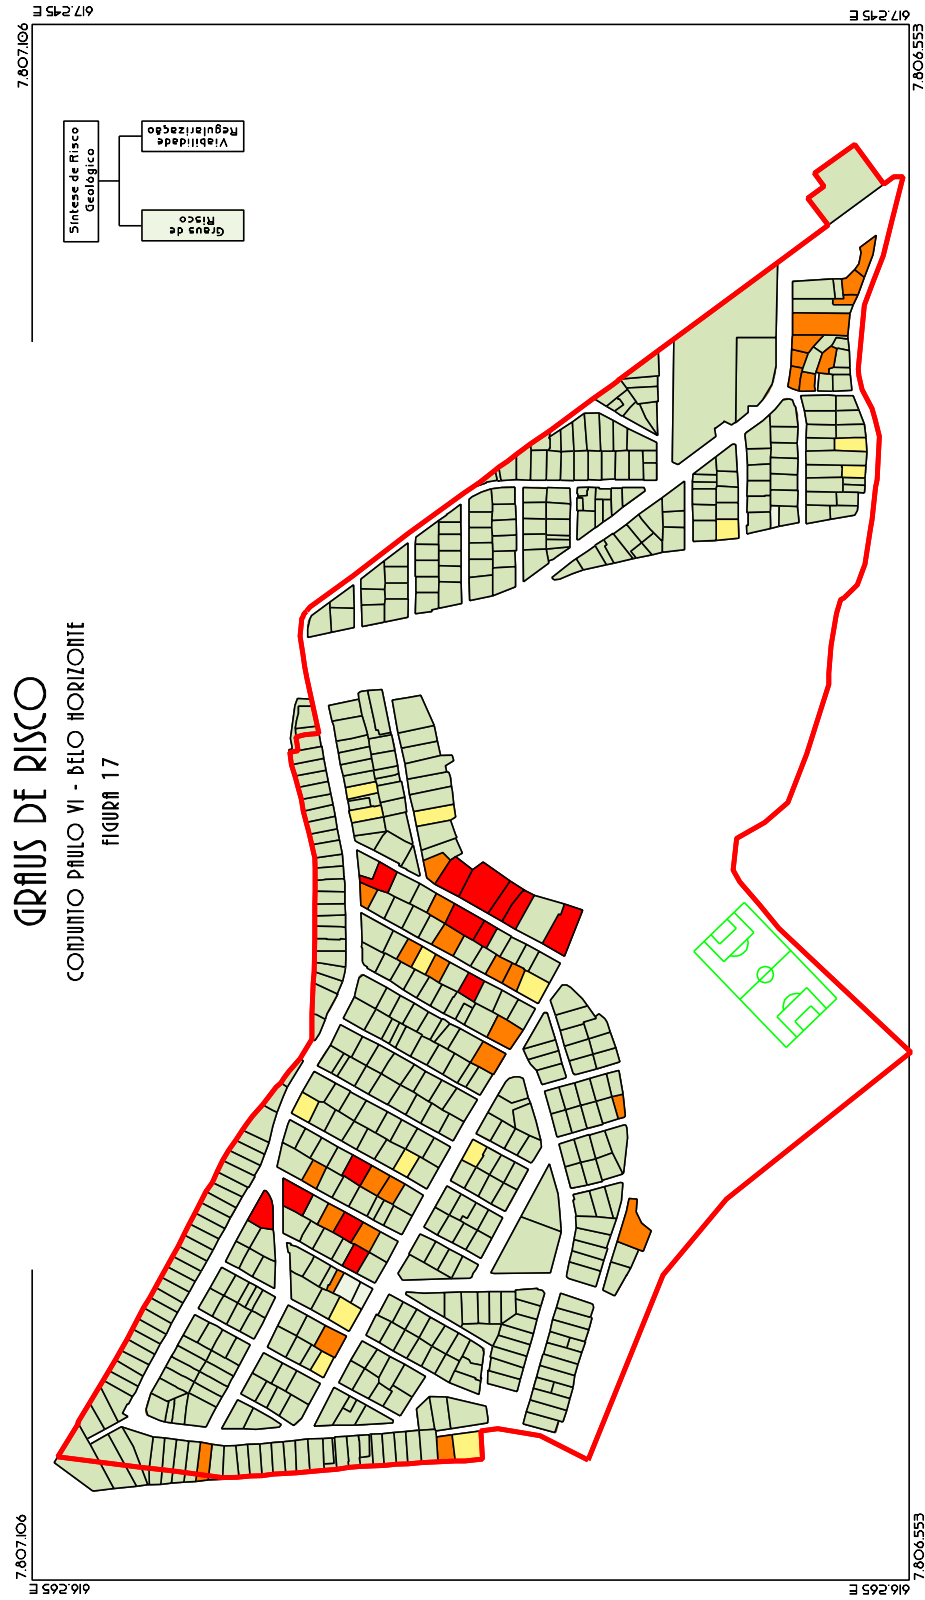 GRAUS DE RISCO
CONJUNTO PAULO VI - BELO HORIZONTE
FIGURA 17
Síntese de Risco
Geológico
Graus de
Risco
Viabilidade
Regularização
7.807.106
617.245 E
617.245 E
7.806.553
7.807.106
616.265 E
616.265 E
7.806.553